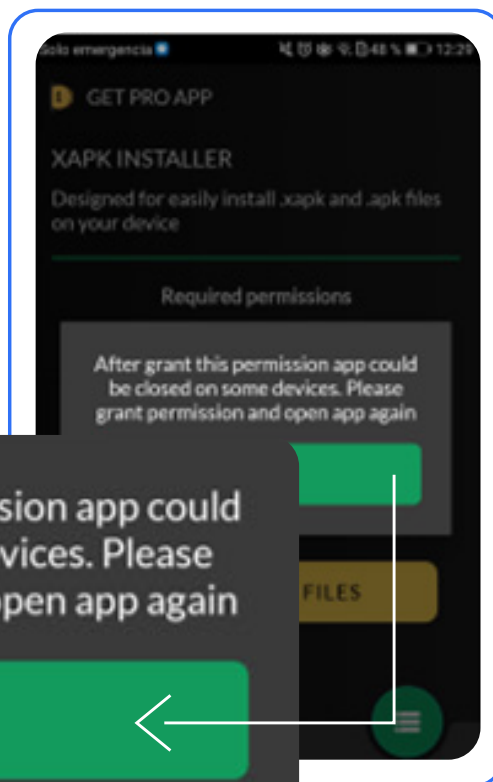 Solo emergencia
48 % 12:29
GET PRO APP
XAPK INSTALLER
Designed for easily install .xapk and .apk files
on your device
Required permissions
After grant this permission app could
be closed on some devices. Please
grant permission and open app again
FILES
sion app could
vices. Please
open app again